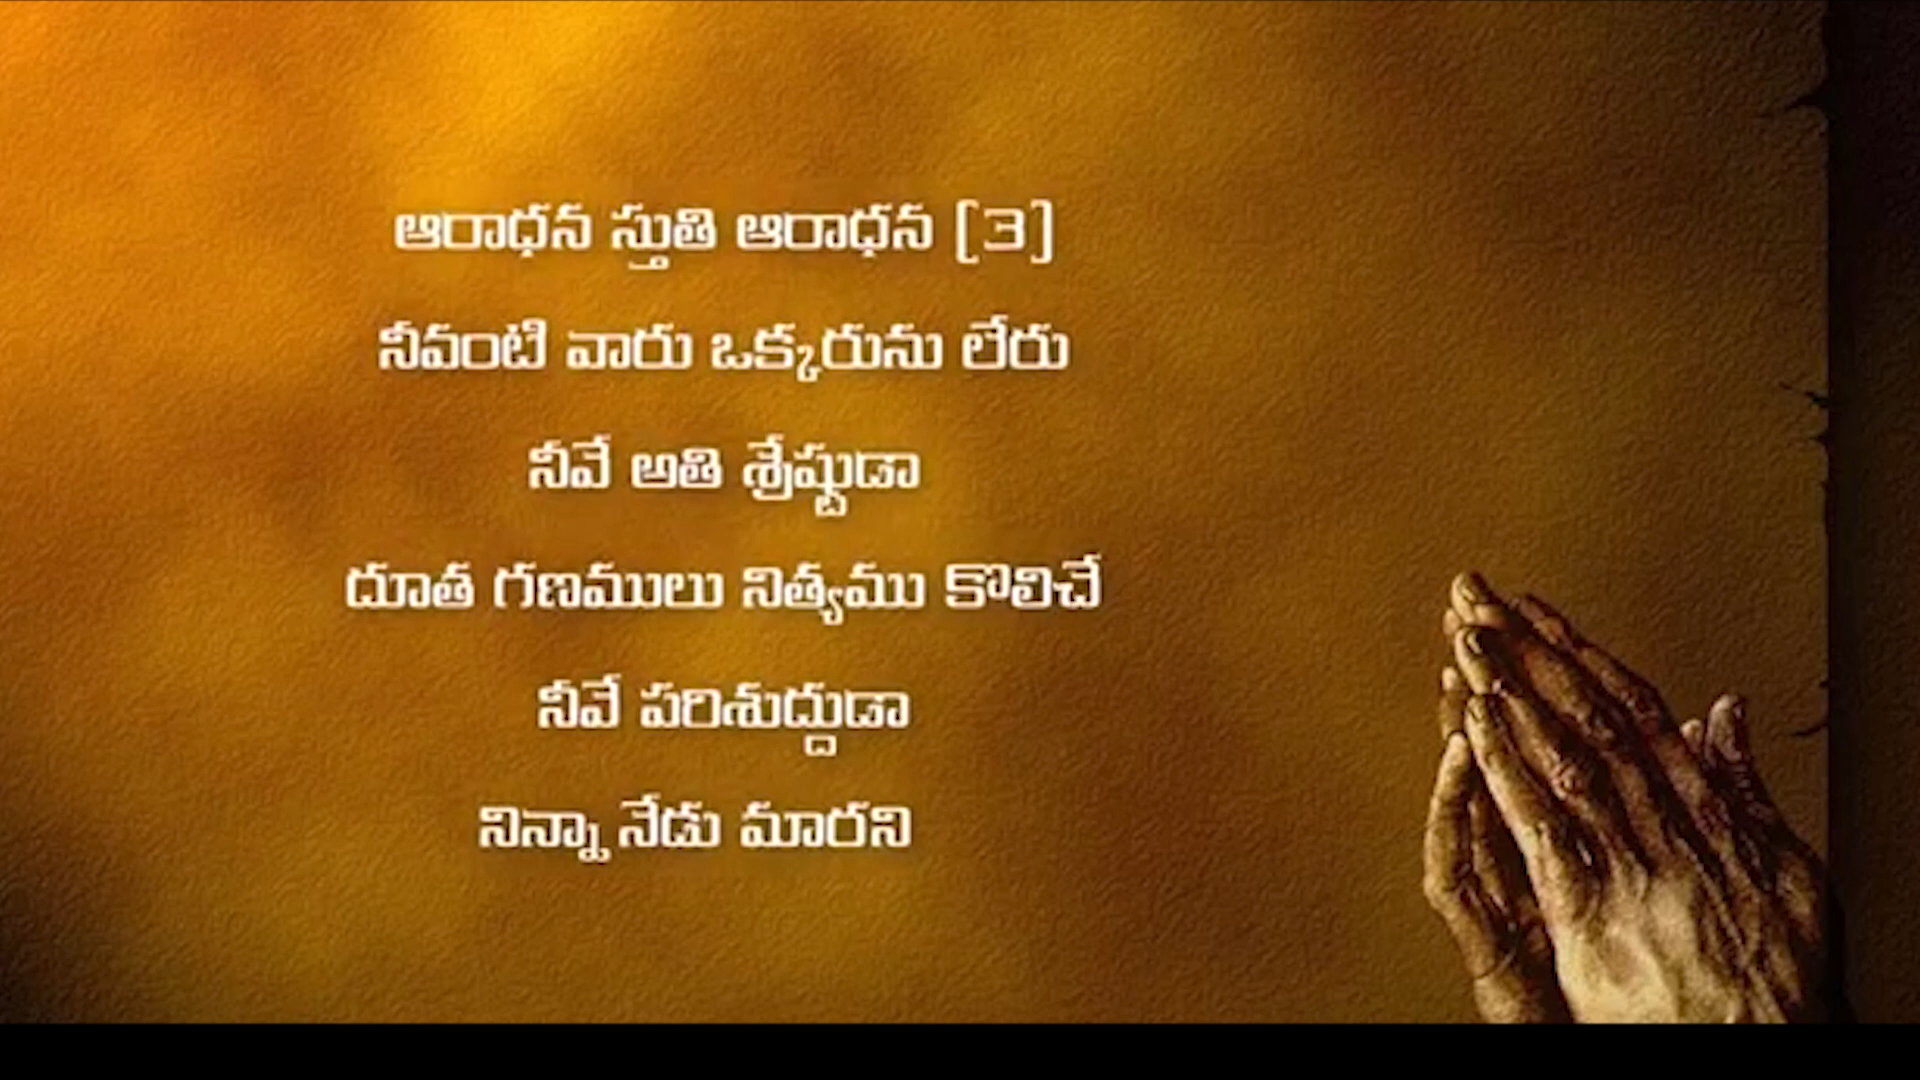 ఆరాధన స్తుతి ఆరాధన [3]
నీవంటి వారు ఒక్కరును లేరు
నీవే అతి శ్రేష్టుడా
దూత గణములు నిత్యము కొలిచే
నీవే పరిశుద్దుడా
నిన్నా నేడు మారని